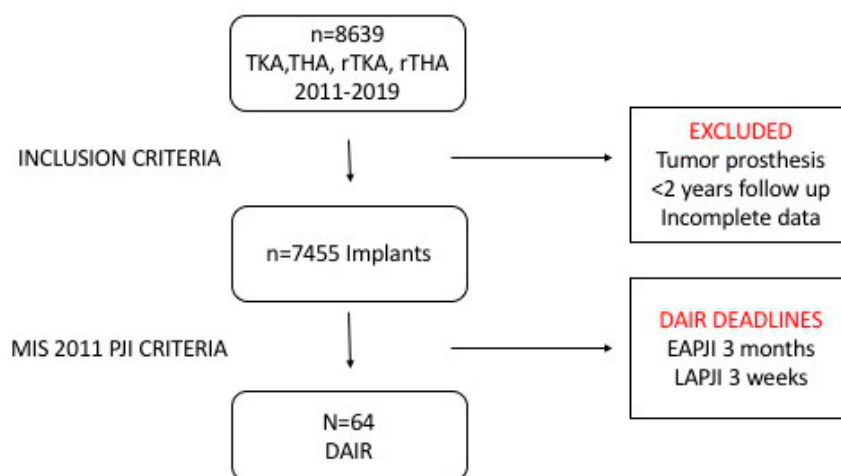 n=8639
TKA,THA, rTKA, rTHA
2011-2019
INCLUSION CRITERIA
EXCLUDED
Tumor prosthesis
<2 years follow up
Incomplete data
n=7455 Implants
MIS 2011 PJI CRITERIA
DAIR DEADLINES
EAPJI 3 months
LAPJI 3 weeks
N=64
DAIR